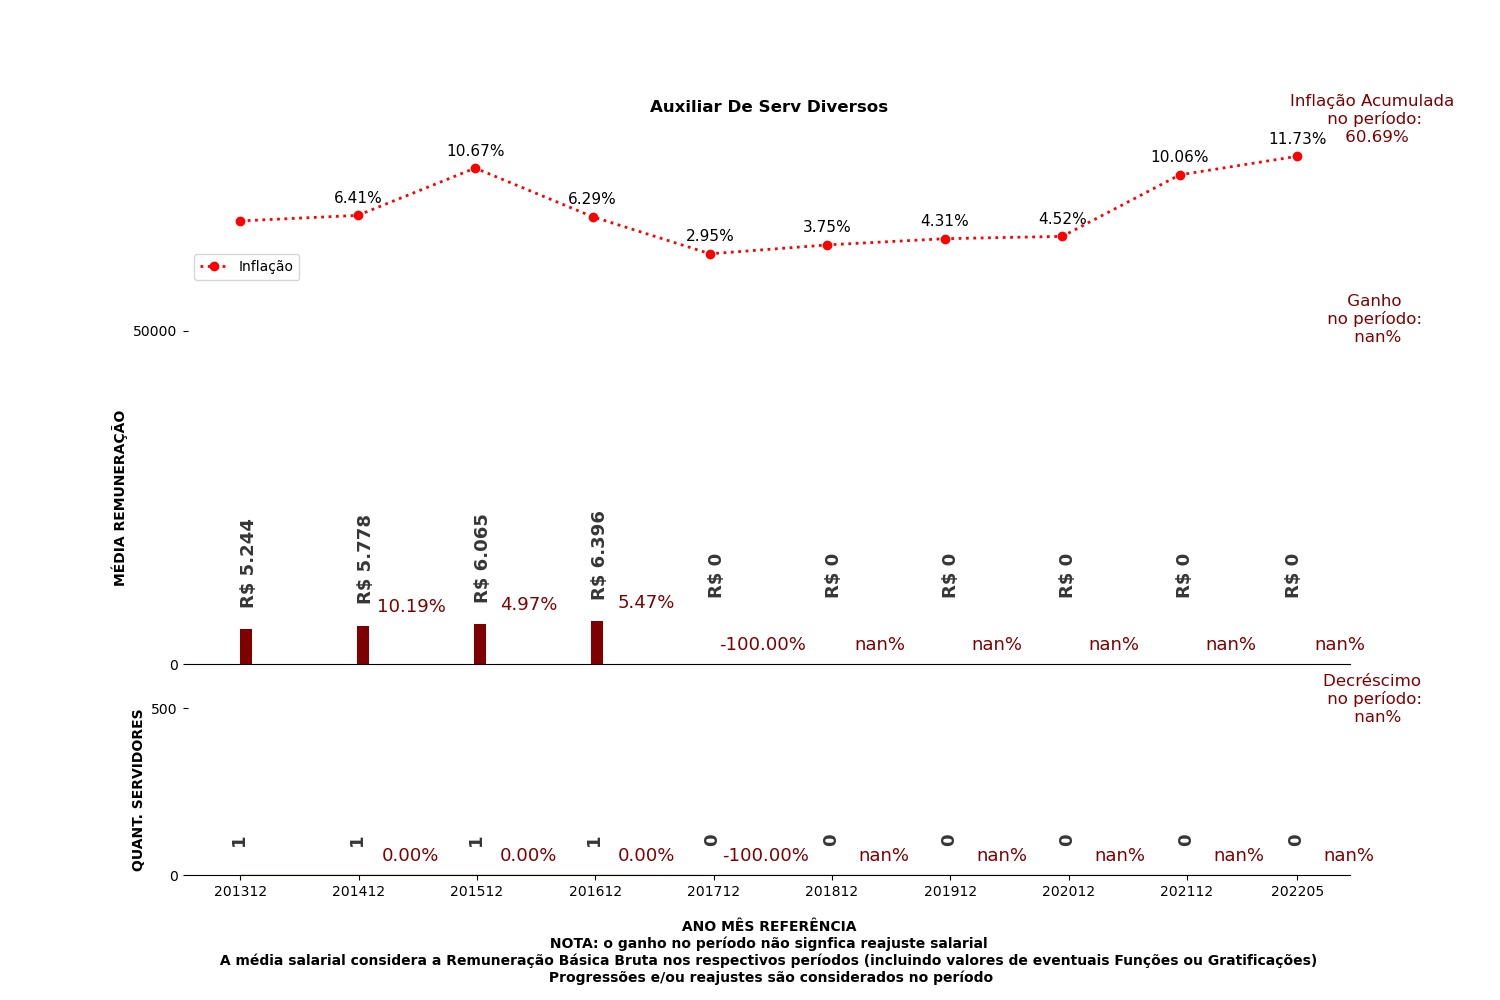 Auxiliar De Serv Diversos
Inflação Acumulada
no período:
60.69%
6.41%
10.67%
6.29%
2.95%
3.75%
4.31%
4.52%
10.06%
11.73%
Inflação
Ganho
no período:
nan%
50000
0
MÉDIA REMUNERAÇÃO
R$ 5.244
R$ 5.778
R$ 6.065
R$ 6.396
R$ 0
R$ 0
R$ 0
R$ 0
R$ 0
R$ 0
10.19%
4.97%
5.47%
-100.00%
nan%
nan%
nan%
nan%
nan%
Decréscimo
no período:
nan%
500
0
QUANT. SERVIDORES
1
1
1
1
0
0
0
0
0
0
0.00%
0.00%
0.00%
-100.00%
nan%
nan%
nan%
nan%
nan%
201312
201412
201512
201612
201712
201812
201912
202012
202112
202205
ANO MÊS REFERÊNCIA
NOTA: o ganho no período não signfica reajuste salarial
A média salarial considera a Remuneração Básica Bruta nos respectivos períodos (incluindo valores de eventuais Funções ou Gratificações)
Progressões e/ou reajustes são considerados no período